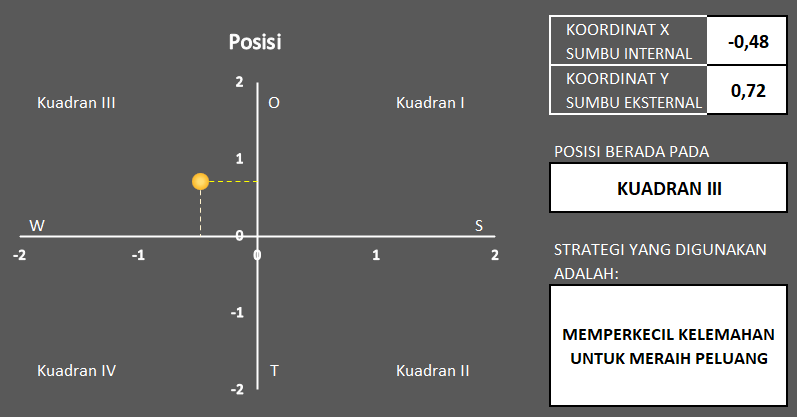 Posisi
2
Kuadran III
O
Kuadran I
1
W
0
S
-2
-1
0
1
2
-1
Kuadran IV
T
Kuadran II
-2
KOORDINAT X
SUMBU INTERNAL
-0,48
KOORDINAT Y
SUMBU EKSTERNAL
0,72
POSISI BERADA PADA
KUADRAN III
STRATEGI YANG DIGUNAKAN
ADALAH:
MEMPERKECIL KELEMAHAN
UNTUK MERAIH PELUANG